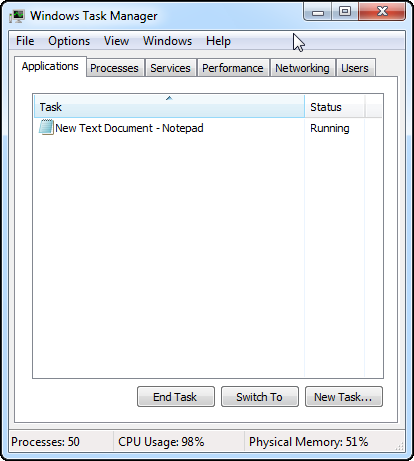 Windows Task Manager
File Options View Windows Help
Applications Processes Services Performance Networking Users
Task Status
New Text Document - Notepad Running
End Task Switch To New Task...
Processes: 50 CPU Usage: 98% Physical Memory: 51%